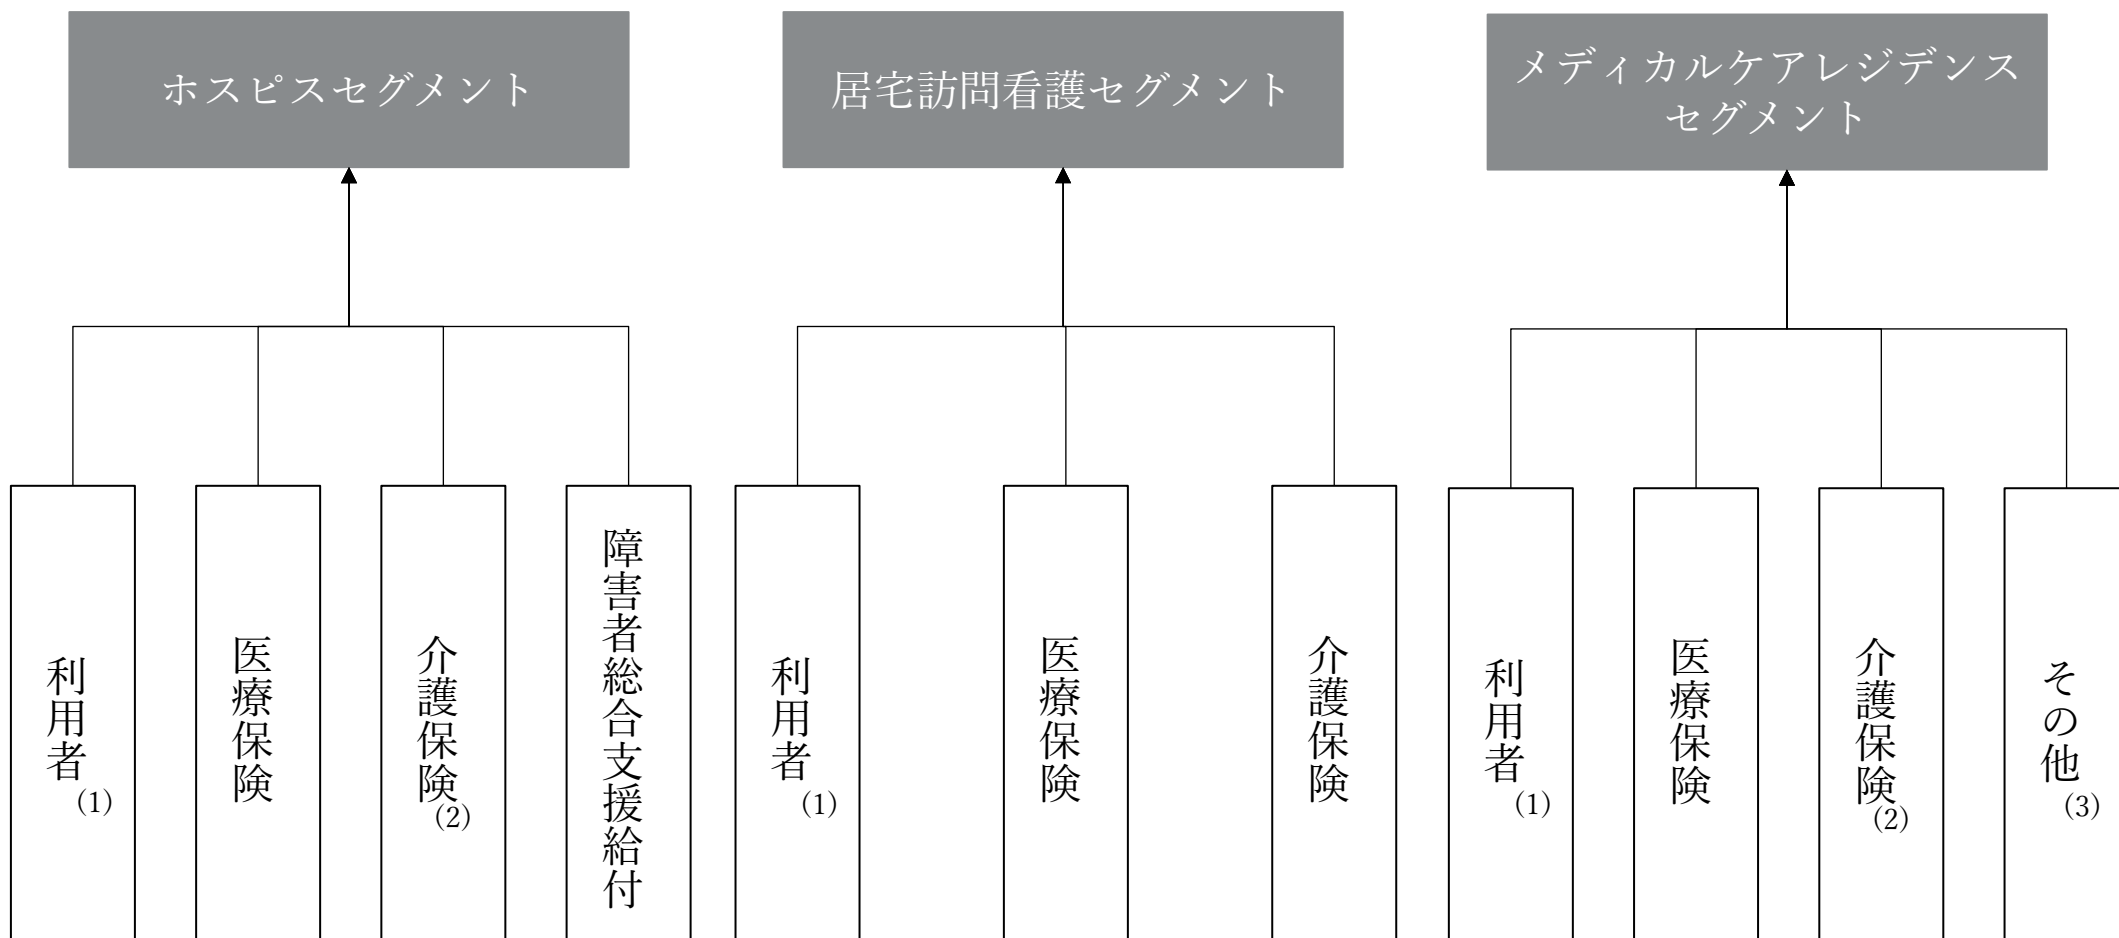 ホスピスセグメント
居宅訪問看護セグメント
メディカルケアレジデンス
セグメント
利用者(1)
医療保険
介護保険(2)
障害者総合支援給付
利用者(1)
医療保険
介護保険
利用者(1)
医療保険
介護保険(2)
その他(3)